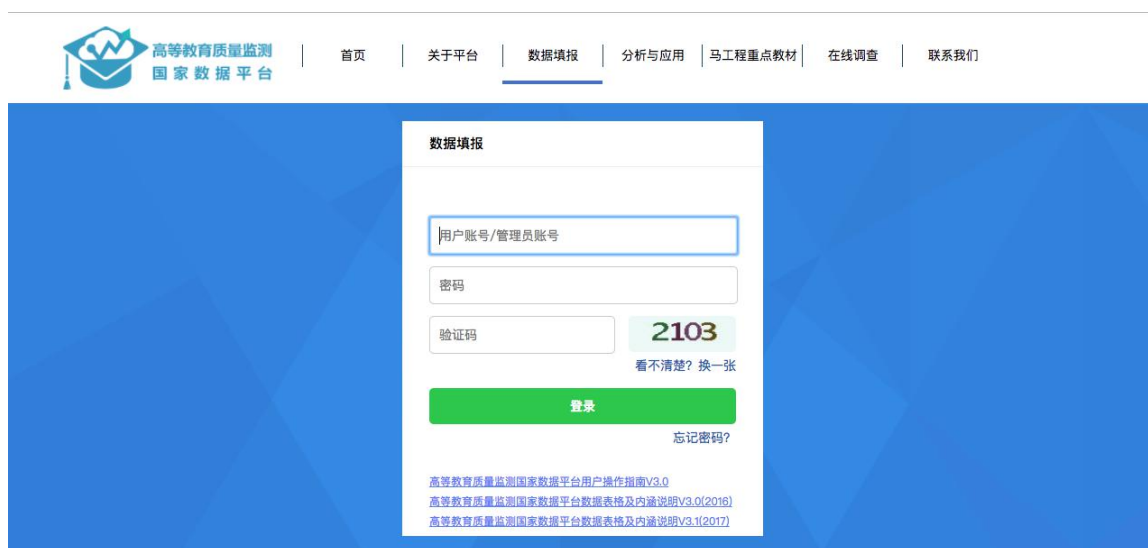 高等教育质量监测
国家数据平台
首页
关于平台
数据填报
分析与应用
马工程重点教材
在线调查
联系我们
数据填报
用户账号/管理员账号
密码
验证码
2103
看不清楚？换一张
登录
忘记密码?
高等教育质量监测国家数据平台用户操作指南V3.0
高等教育质量监测国家数据平台数据表格及内涵说明V3.0(2016)
高等教育质量监测国家数据平台数据表格及内涵说明V3.1(2017)